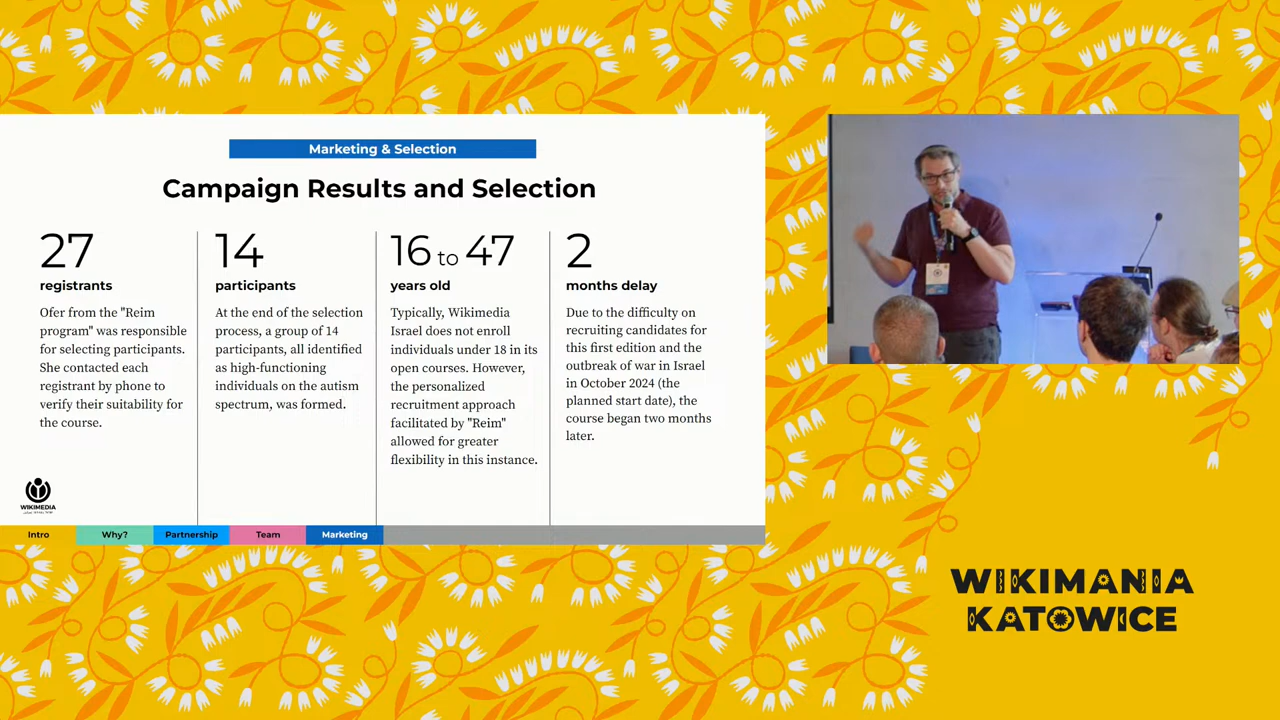 Marketing & Selection
Campaign Results and Selection
27
registrants
Ofer from the "Reim
program" was responsible
for selecting participants.
She contacted each
registrant by phone to
verify their suitability for
the course.
14
participants
At the end of the selection
process, a group of 14
participants, all identified
as high-functioning
individuals on the autism
spectrum, was formed.
16 to 47
years old
Typically, Wikimedia
Israel does not enroll
individuals under 18 in its
open courses. However,
the personalized
recruitment approach
facilitated by "Reim"
allowed for greater
flexibility in this instance.
2
months delay
Due to the difficulty on
recruiting candidates for
this first edition and the
outbreak of war in Israel
in October 2024 (the
planned start date), the
course began two months
later.
WIKIMEDIA
Intro
Why?
Partnership
Team
Marketing
WIKIMANIA
KATOWICE